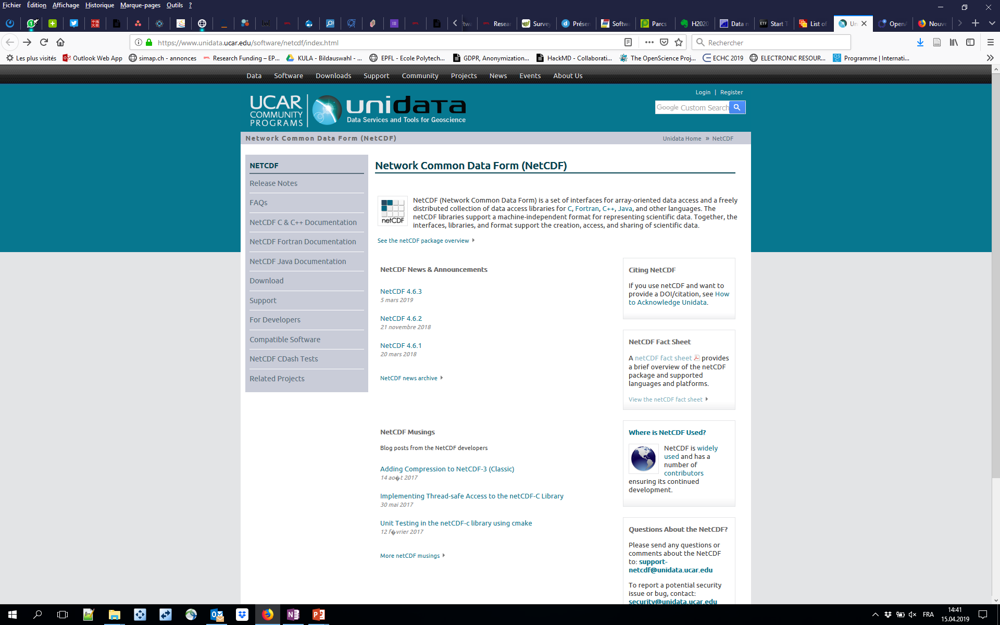 Fichier Édition Affichage Historique Marque-pages Outils ?
Resea Survey Présen Softwa Parcs H2020 Data Start List of Un OpenA Nouve
https://www.unidata.ucar.edu/software/netcdf/index.html
Rechercher
Les plus visités Outlook Web App simap.ch - annonces Research Funding – EP... KULA - Bildauswahl - ... EPFL - Ecole Polytech... GDPR, Anonymization... HackMD - Collaborati... The OpenScience Proj... ECHC 2019 ELECTRONIC RESOUR... Programme | Internati...
Data Software Downloads Support Community Projects News Events About Us
Login | Register
UCAR
COMMUNITY
PROGRAMS
unidata
Data Services and Tools for Geoscience
Google Custom Search
Network Common Data Form (NetCDF)
Unidata Home » NetCDF
NETCDF
Release Notes
FAQs
NetCDF C & C++ Documentation
NetCDF Fortran Documentation
NetCDF Java Documentation
Download
Support
For Developers
Compatible Software
NetCDF CDash Tests
Related Projects
Network Common Data Form (NetCDF)
netCDF
NetCDF (Network Common Data Form) is a set of interfaces for array-oriented data access and a freely
distributed collection of data access libraries for C, Fortran, C++, Java, and other languages. The
netCDF libraries support a machine-independent format for representing scientific data. Together, the
interfaces, libraries, and format support the creation, access, and sharing of scientific data.
See the netCDF package overview
NetCDF News & Announcements
NetCDF 4.6.3
5 mars 2019
NetCDF 4.6.2
21 novembre 2018
NetCDF 4.6.1
20 mars 2018
NetCDF news archive
NetCDF Musings
Blog posts from the NetCDF developers
Adding Compression to NetCDF-3 (Classic)
14 ao�t 2017
Implementing Thread-safe Access to the netCDF-C Library
30 mai 2017
Unit Testing in the netCDF-c library using cmake
12 f�vrier 2017
More netCDF musings
Citing NetCDF
If you use netCDF and want to
provide a DOI/citation, see How
to Acknowledge Unidata.
NetCDF Fact Sheet
A netCDF fact sheet provides
a brief overview of the netCDF
package and supported
languages and platforms.
View the netCDF fact sheet
Where is NetCDF Used?
NetCDF is widely
used and has a
number of
contributors
ensuring its continued
development.
Questions About the NetCDF?
Please send any questions or
comments about the NetCDF
to: support-
netcdf@unidata.ucar.edu
To report a potential security
issue or bug, contact:
security@unidata.ucar.edu
FRA
14:41
15.04.2019